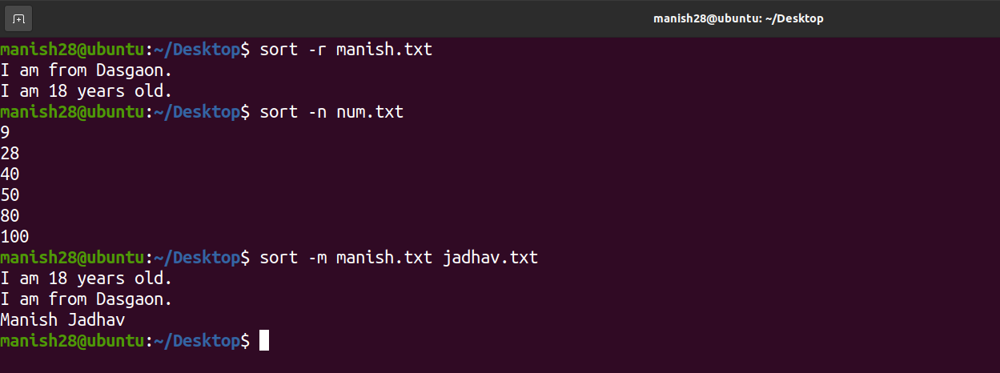 manish28@ubuntu: ~/Desktop
manish28@ubuntu:~/Desktop$ sort -r manish.txt
I am from Dasgaon.
I am 18 years old.
manish28@ubuntu:~/Desktop$ sort -n num.txt
9
28
40
50
80
100
manish28@ubuntu:~/Desktop$ sort -m manish.txt jadhav.txt
I am 18 years old.
I am from Dasgaon.
Manish Jadhav
manish28@ubuntu:~/Desktop$